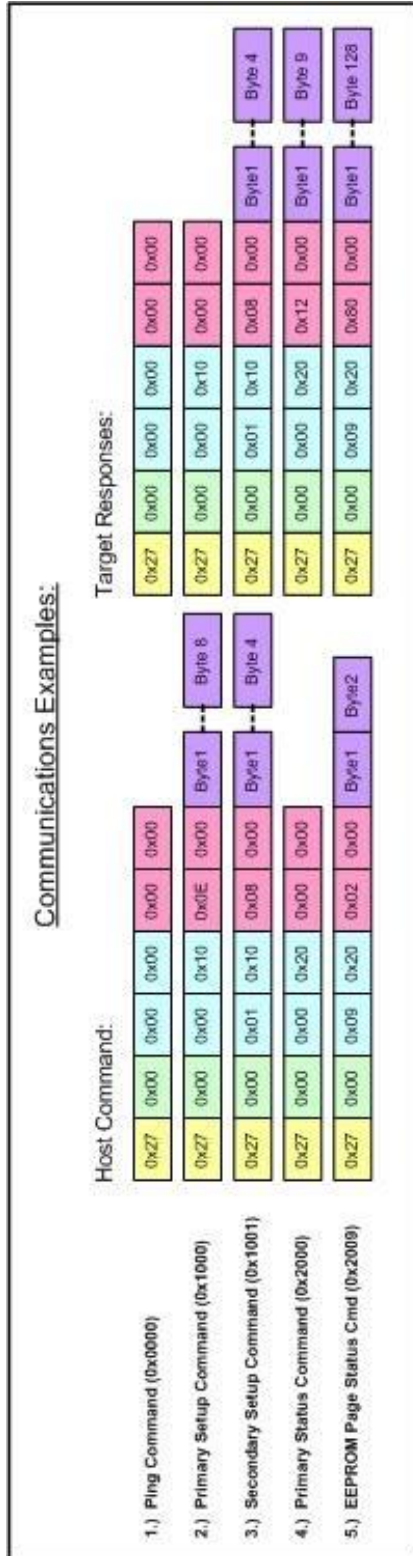 Communications Examples:
Host Command: Target Responses:
1.) Ping Command (0x0000) 0x27 0x00 0x00 0x00 0x00 0x00 0x27 0x00 0x00 0x00 0x00 0x00
2.) Primary Setup Command (0x1000) 0x27 0x00 0x00 0x10 0x0E 0x00 Byte1 Byte 8 0x27 0x00 0x00 0x10 0x00 0x00
3.) Secondary Setup Command (0x1001) 0x27 0x00 0x01 0x10 0x08 0x00 Byte1 Byte 4 0x27 0x00 0x01 0x10 0x08 0x00 Byte1 Byte 4
4.) Primary Status Command (0x2000) 0x27 0x00 0x00 0x20 0x00 0x00 0x27 0x00 0x00 0x20 0x12 0x00 Byte1 Byte 9
5.) EEPROM Page Status Cmd (0x2009) 0x27 0x00 0x09 0x20 0x02 0x00 Byte1 Byte2 0x27 0x00 0x09 0x20 0x80 0x00 Byte1 Byte 128